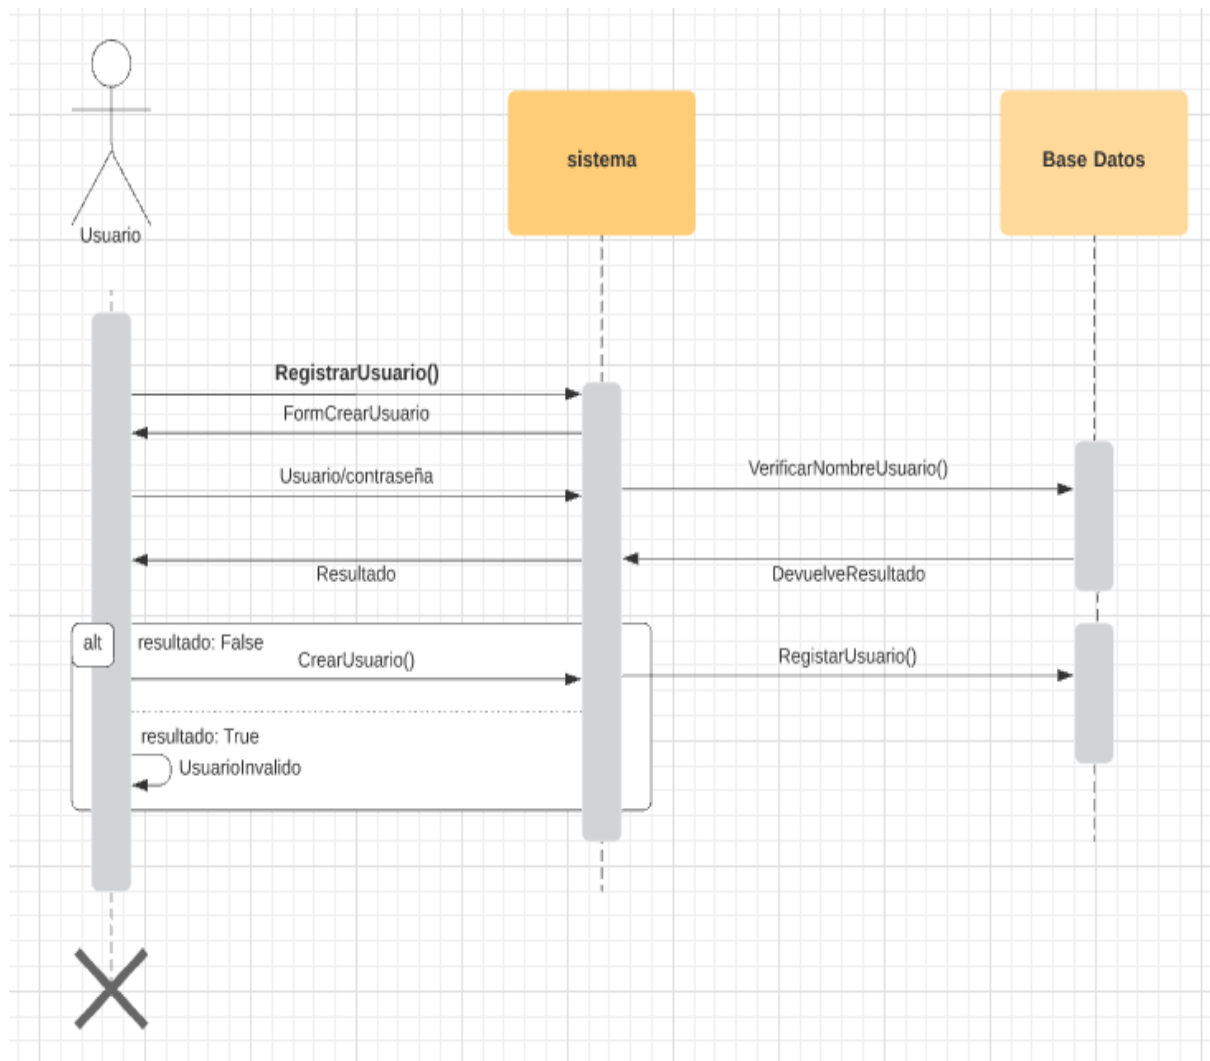 Usuario
sistema
Base Datos
RegistrarUsuario()
FormCrearUsuario
Usuario/contraseña
VerificarNombreUsuario()
Resultado
DevuelveResultado
alt
resultado: False
CrearUsuario()
RegistarUsuario()
resultado: True
UsuarioInvalido